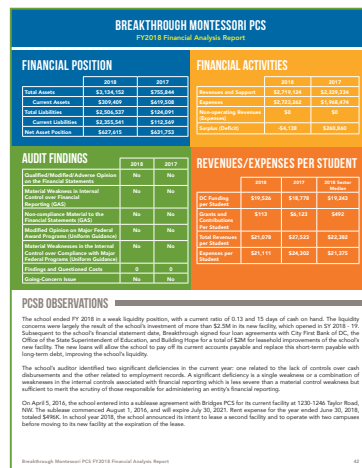 BREAKTHROUGH MONTESSORI PCS
FY2018 Financial Analysis Report
FINANCIAL POSITION
2018 2017
Total Assets $3,134,152 $755,844
Current Assets $309,409 $619,508
Total Liabilities $2,506,537 $124,091
Current Liabilities $2,355,541 $112,569
Net Asset Position $627,615 $631,753
FINANCIAL ACTIVITIES
2018 2017
Revenues and Support $2,719,124 $2,229,334
Expenses $2,723,262 $1,968,474
Non-operating Revenues (Expenses) $0 $0
Surplus (Deficit) -$4,138 $260,860
AUDIT FINDINGS
2018 2017
Qualified/Modified/Adverse Opinion on the Financial Statements No No
Material Weakness in Internal Control over Financial Reporting (GAS) No No
Non-compliance Material to the Financial Statements (GAS) No No
Modified Opinion on Major Federal Award Programs (Uniform Guidance) No No
Material Weakness in the Internal Control over Compliance with Major Federal Programs (Uniform Guidance) No No
Findings and Questioned Costs 0 0
Going-Concern Issue No No
REVENUES/EXPENSES PER STUDENT
2018 2017 2018 Sector Median
DC Funding per Student $19,526 $18,778 $19,343
Grants and Contributions Per Student $113 $6,123 $492
Total Revenues per Student $21,078 $27,523 $22,382
Expenses per Student $21,111 $24,302 $21,375
PCSB OBSERVATIONS
The school ended FY 2018 in a weak liquidity position, with a current ratio of 0.13 and 15 days of cash on hand. The liquidity
concerns were largely the result of the school's investment of more than $2.5M in its new facility, which opened in SY 2018 - 19.
Subsequent to the school's financial statement date, Breakthrough signed four loan agreements with City First Bank of DC, the
Office of the State Superintendent of Education, and Building Hope for a total of $2M for leasehold improvements of the school's
new facility. The new loans will allow the school to pay off its current accounts payable and replace this short-term payable with
long-term debt, improving the school's liquidity.
The school's auditor identified two significant deficiencies in the current year: one related to the lack of controls over cash
disbursements and the other related to employment records. A significant deficiency is a single weakness or a combination of
weaknesses in the internal controls associated with financial reporting which is less severe than a material control weakness but
sufficient to merit the scrutiny of those responsible for administering an entity's financial reporting.
On April 5, 2016, the school entered into a sublease agreement with Bridges PCS for its current facility at 1230-1246 Taylor Road,
NW. The sublease commenced August 1, 2016, and will expire July 30, 2021. Rent expense for the year ended June 30, 2018,
totaled $496K. In school year 2018, the school announced its intent to lease a second facility and to operate with two campuses
before moving to its new facility at the expiration of the lease.
Breakthrough Montessori PCS FY2018 Financial Analysis Report 42